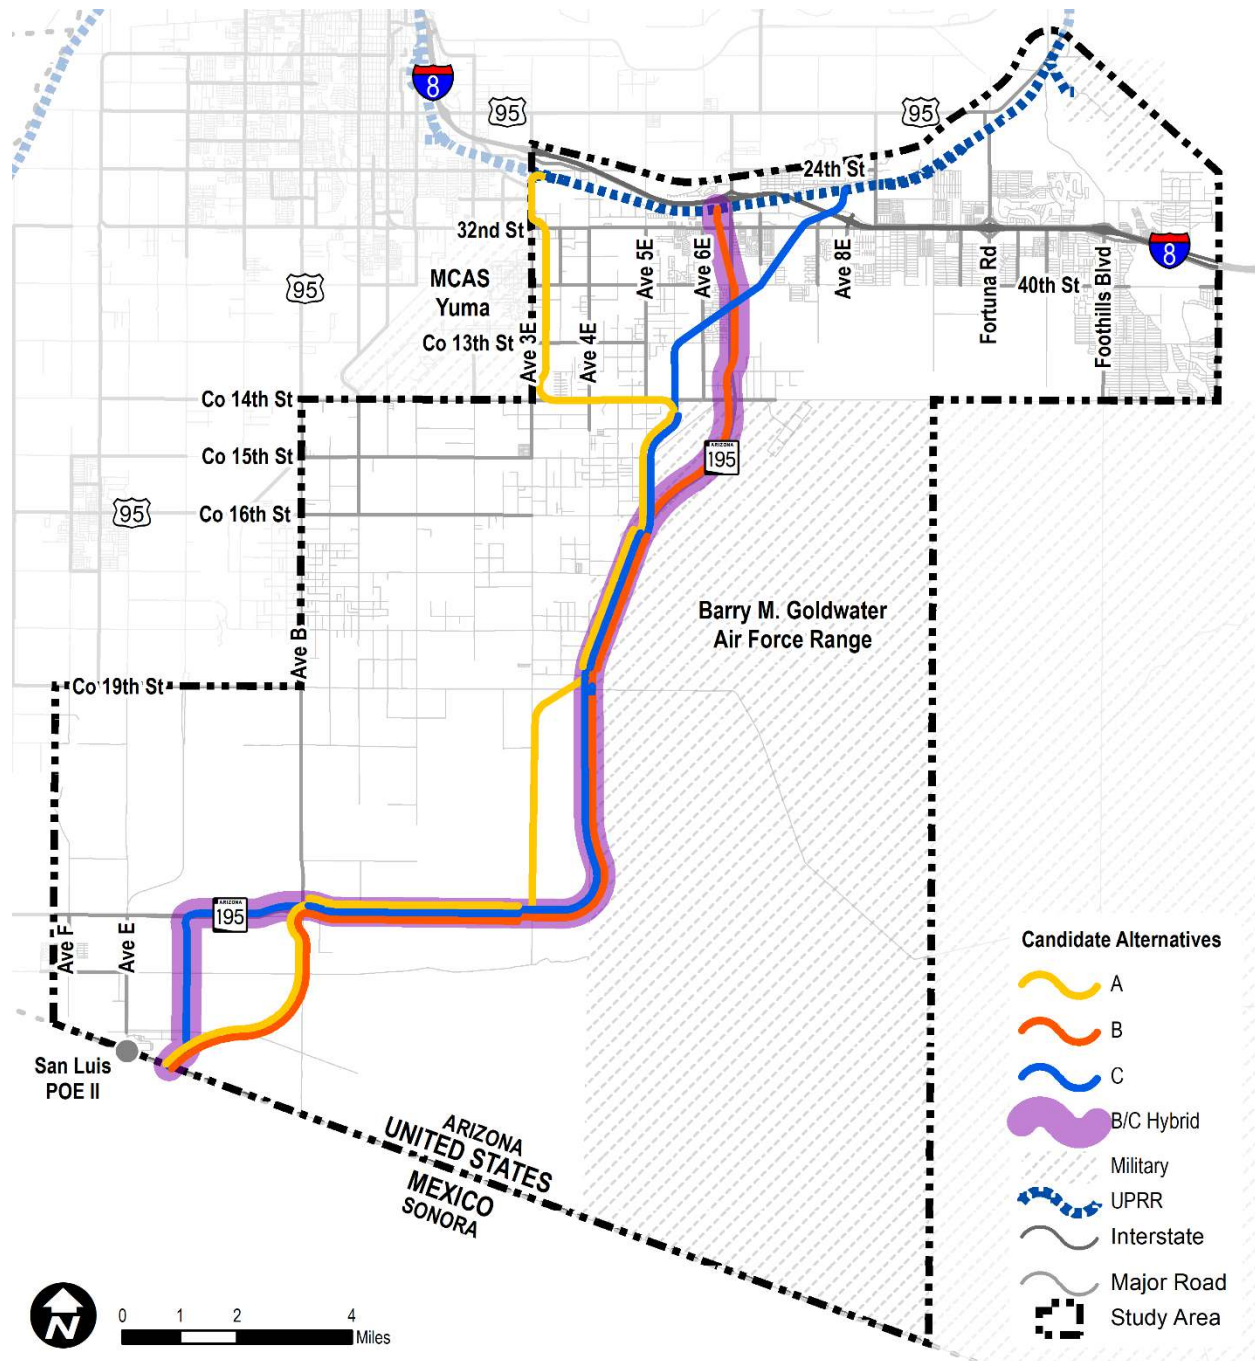 8
95
95
24th St
32nd St
MCAS
Yuma
95
Ave 5E
Ave 6E
Ave 8E
Fortuna Rd
40th St
Foothills Blvd
8
Co 13th St
Ave 3E
Ave 4E
Co 14th St
Co 15th St
ARIZONA
195
95
Co 16th St
Barry M. Goldwater
Air Force Range
Ave B
Co 19th St
ARIZONA
195
Ave F
Ave E
San Luis
POE II
ARIZONA
UNITED STATES
MEXICO
SONORA
Candidate Alternatives
A
B
C
B/C Hybrid
Military
UPRR
Interstate
Major Road
Study Area
N
0 1 2 4
Miles